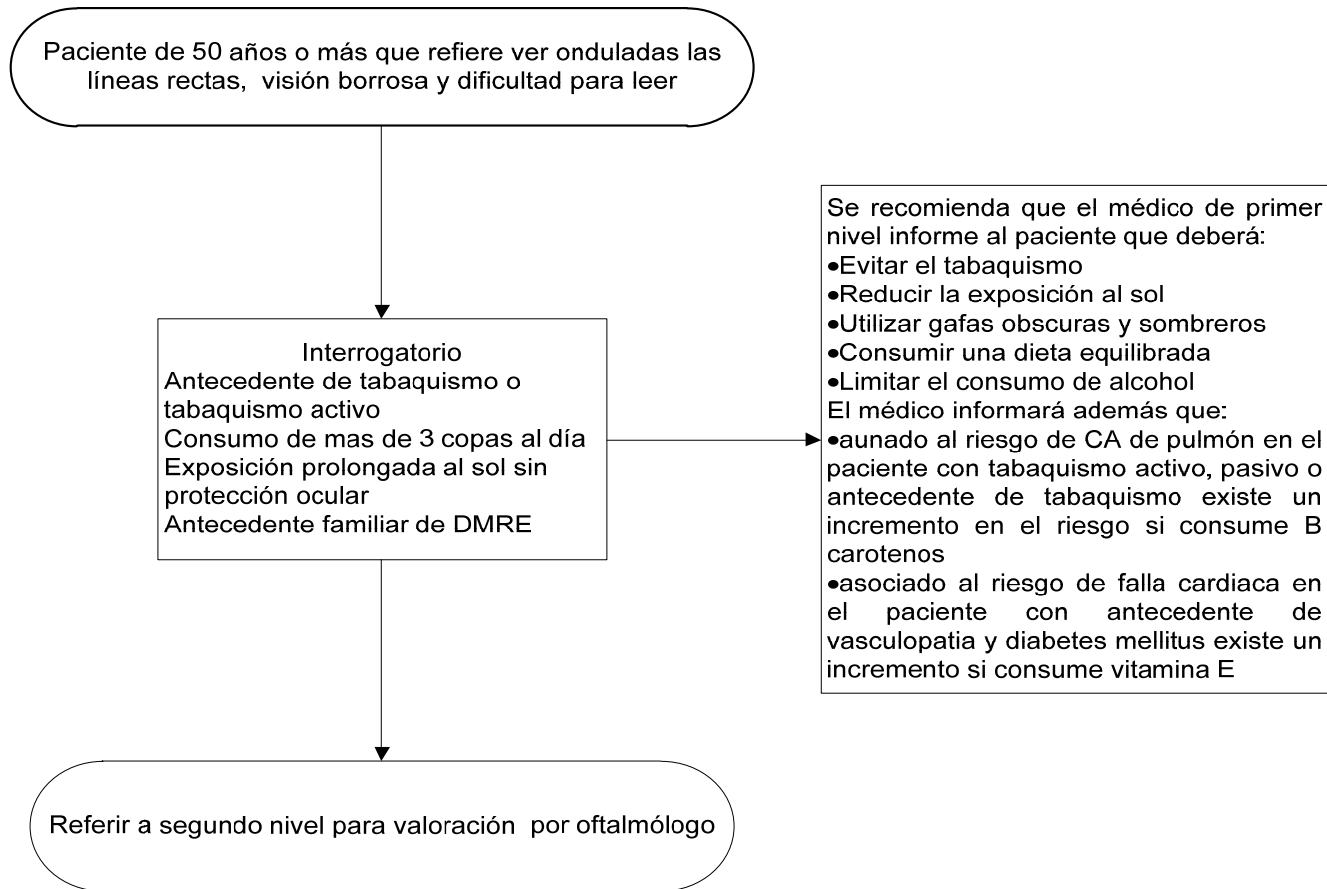 Paciente de 50 años o más que refiere ver onduladas las
líneas rectas, visión borrosa y dificultad para leer
Interrogatorio
Antecedente de tabaquismo o
tabaquismo activo
Consumo de mas de 3 copas al día
Exposición prolongada al sol sin
protección ocular
Antecedente familiar de DMRE
Se recomienda que el médico de primer
nivel informe al paciente que deberá:
•Evitar el tabaquismo
•Reducir la exposición al sol
•Utilizar gafas obscuras y sombreros
•Consumir una dieta equilibrada
•Limitar el consumo de alcohol
El médico informará además que:
•aunado al riesgo de CA de pulmón en el
paciente con tabaquismo activo, pasivo o
antecedente de tabaquismo existe un
incremento en el riesgo si consume B
carotenos
•asociado al riesgo de falla cardiaca en
el paciente con antecedente de
vasculopatia y diabetes mellitus existe un
incremento si consume vitamina E
Referir a segundo nivel para valoración por oftalmólogo